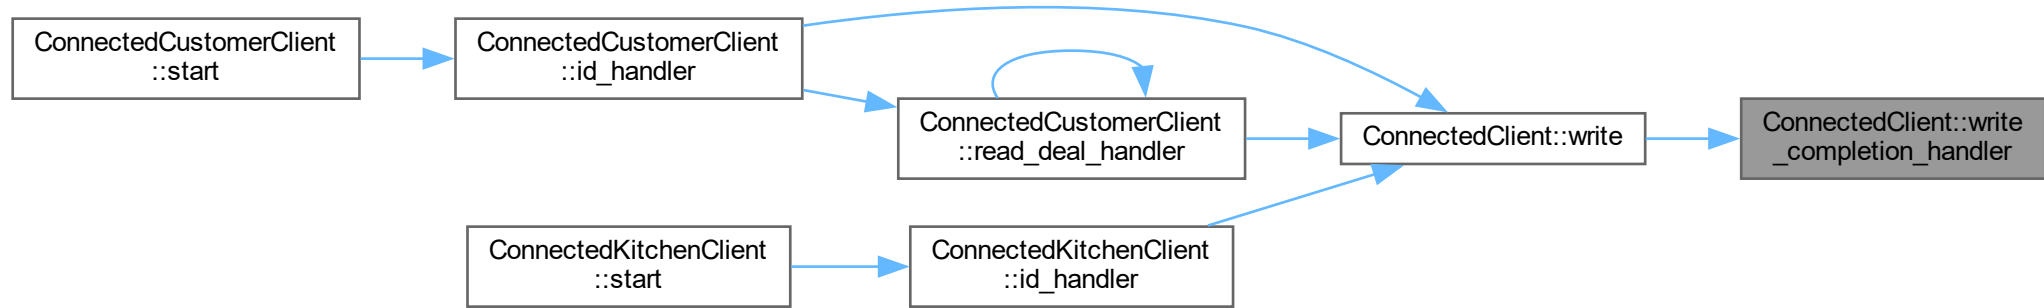 ConnectedCustomerClient
::start
ConnectedCustomerClient
::id_handler
ConnectedCustomerClient
::read_deal_handler
ConnectedClient::write
ConnectedClient::write
_completion_handler
ConnectedKitchenClient
::start
ConnectedKitchenClient
::id_handler